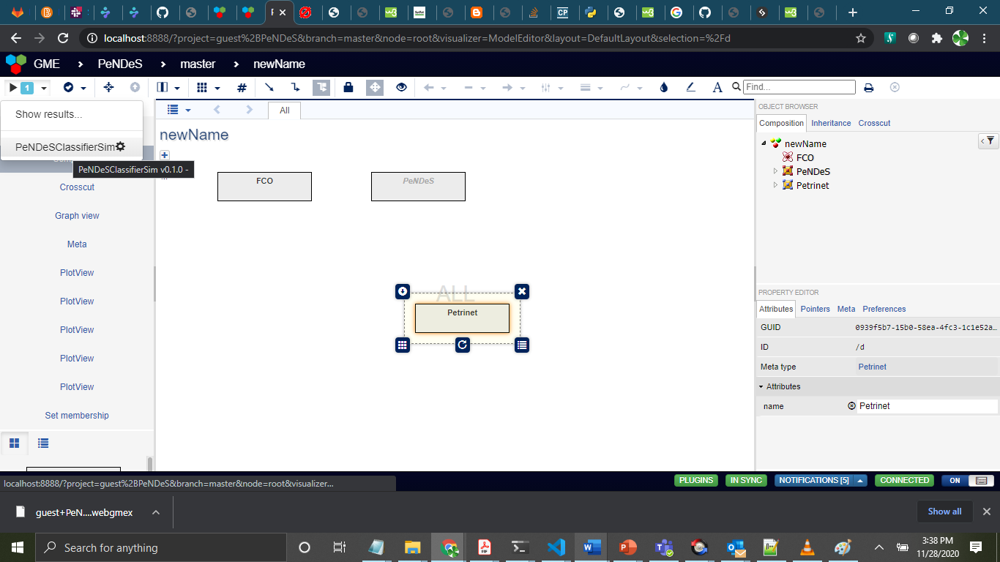 localhost:8888/?project=guest%2BPeNDeS&branch=master&node=root&visualizer=ModelEditor&layout=DefaultLayout&selection=%2Fd
GME
PeNDeS
master
newName
1
Find...
Show results...
PeNDeSClassifierSim
PeNDeSClassifierSim v0.1.0 -
Crosscut
Graph view
Meta
PlotView
PlotView
PlotView
PlotView
PlotView
Set membership
All
newName
FCO
PeNDeS
ALL
Petrinet
OBJECT BROWSER
Composition Inheritance Crosscut
newName
FCO
PeNDeS
Petrinet
PROPERTY EDITOR
Attributes Pointers Meta Preferences
GUID 0939f5b7-15b0-58ea-4fc3-1c1e52a...
ID /d
Meta type Petrinet
Attributes
name Petrinet
localhost:8888/?project=guest%2BPeNDeS&branch=master&node=root&visualizer...
PLUGINS IN SYNC NOTIFICATIONS [5] CONNECTED ON
guest+PeN....webgmex
Show all
Search for anything
3:38 PM
11/28/2020